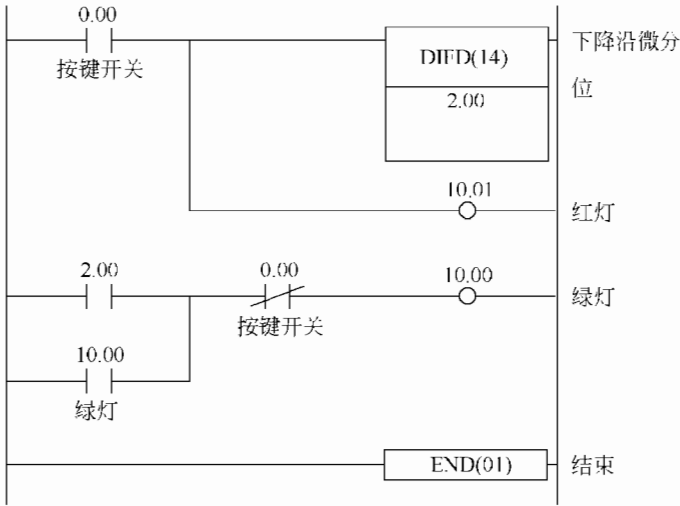 0.00
按键开关
DIFD(14)
下降沿微分
2.00
位
10.01
红灯
2.00
0.00
10.00
绿灯
按键开关
10.00
绿灯
END(01)
结束